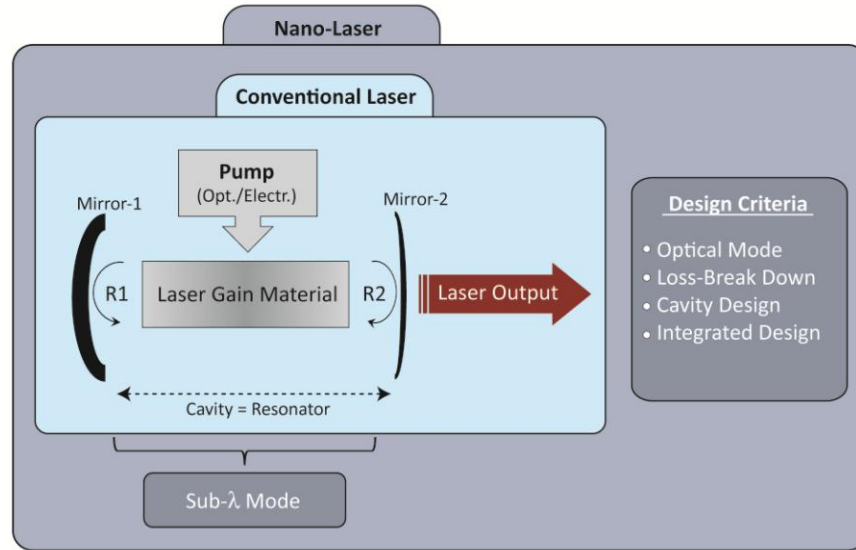 Nano-Laser
Conventional Laser
Pump
(Opt./Electr.)
Mirror-1
Mirror-2
R1
Laser Gain Material
R2
Laser Output
Cavity = Resonator
Sub-λ Mode
Design Criteria
• Optical Mode
• Loss-Break Down
• Cavity Design
• Integrated Design